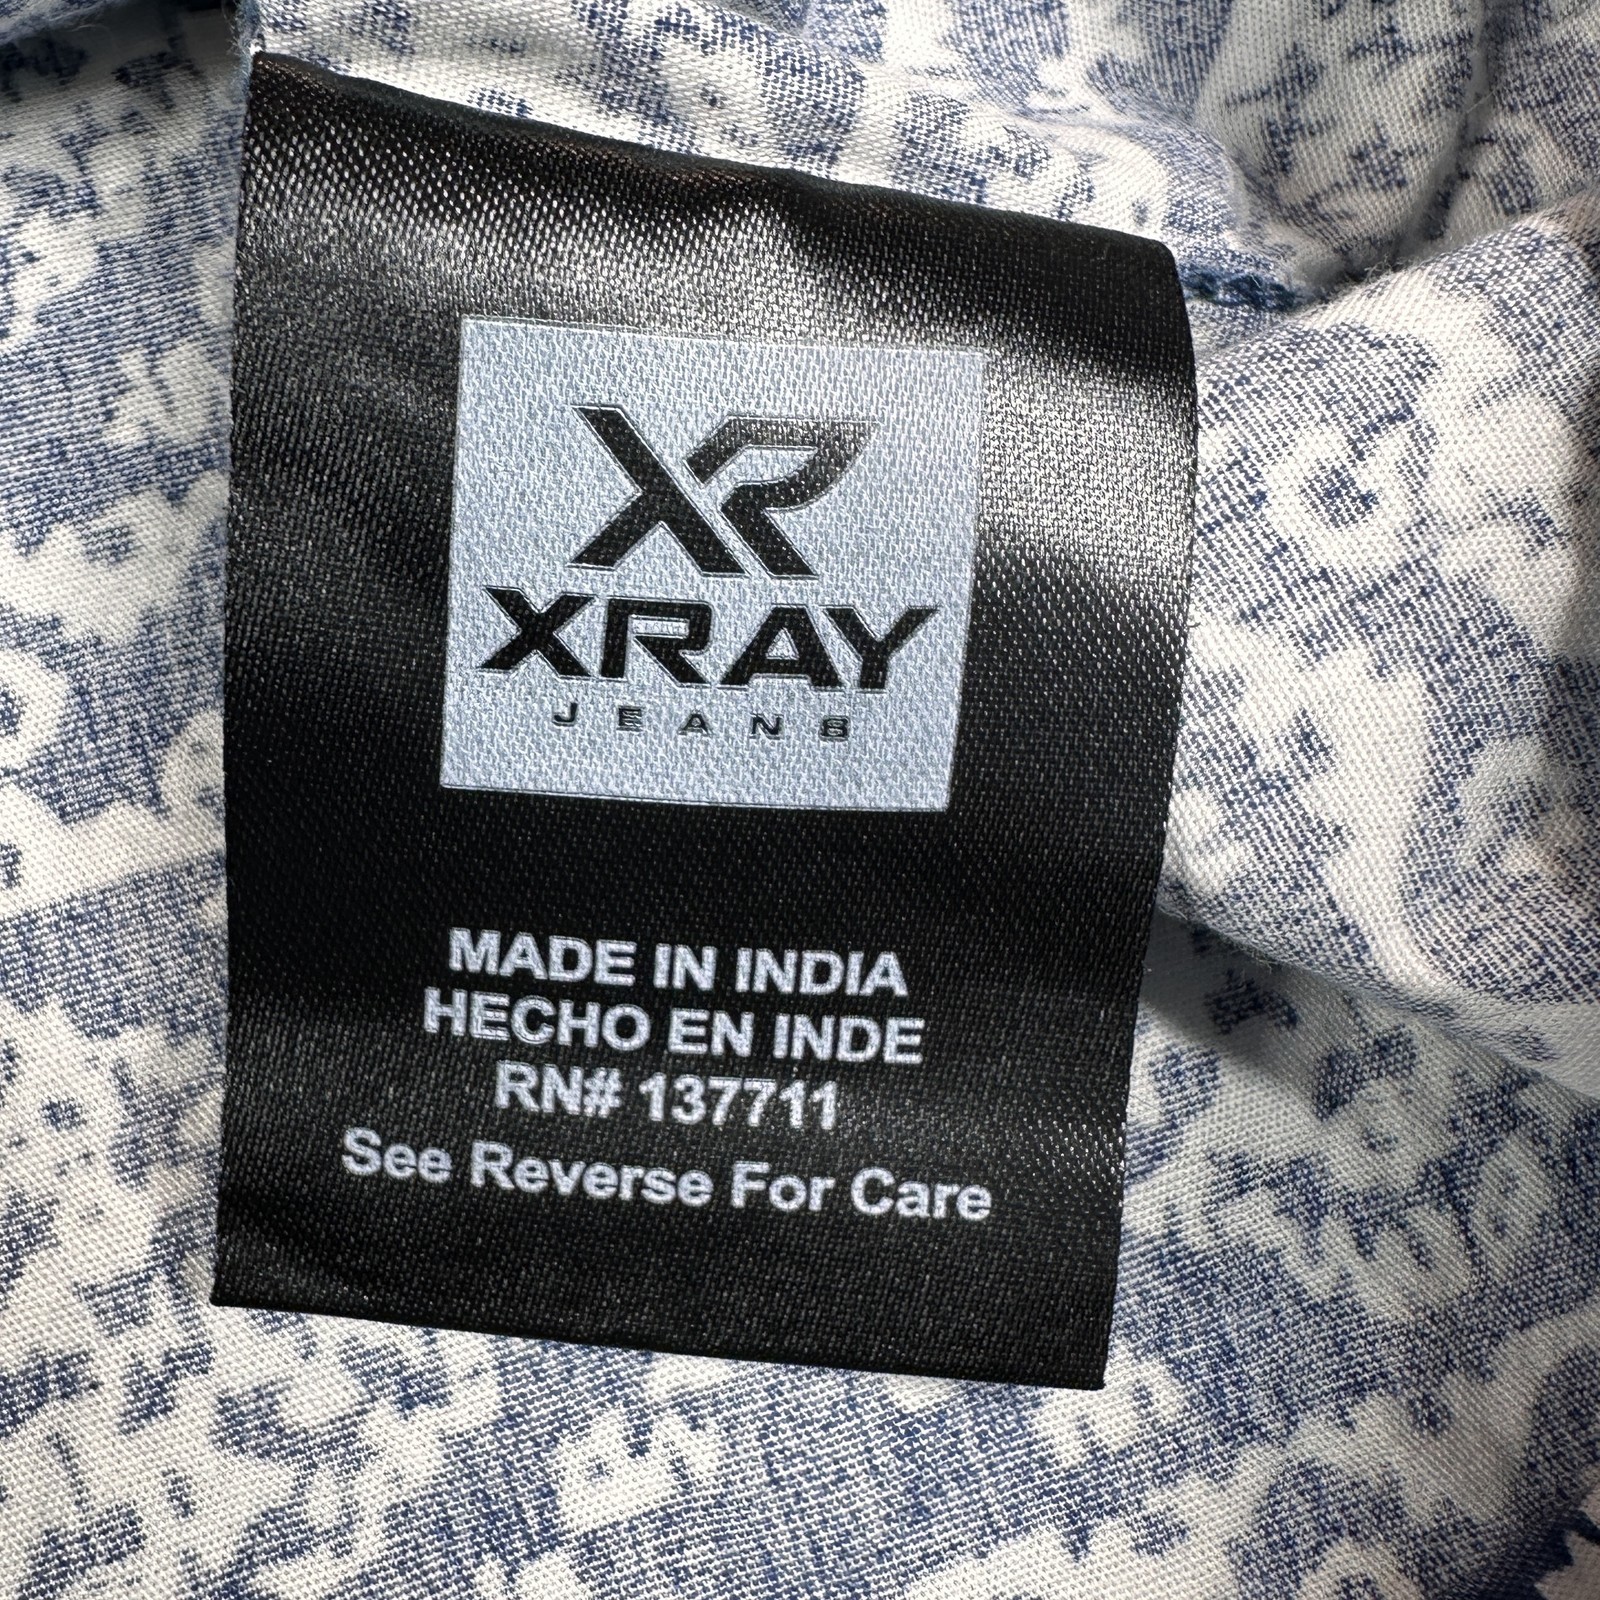 XR
XRAY
JEANS
MADE IN INDIA
HECHO EN INDE
RN# 137711
See Reverse For Care